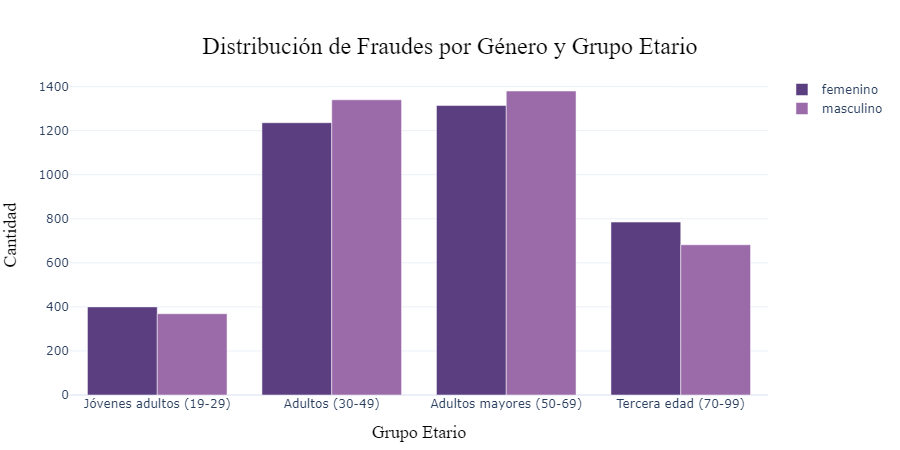 Distribución de Fraudes por Género y Grupo Etario
femenino
masculino
Cantidad
1400
1200
1000
800
600
400
200
0
Jóvenes adultos (19-29)
Adultos (30-49)
Adultos mayores (50-69)
Tercera edad (70-99)
Grupo Etario